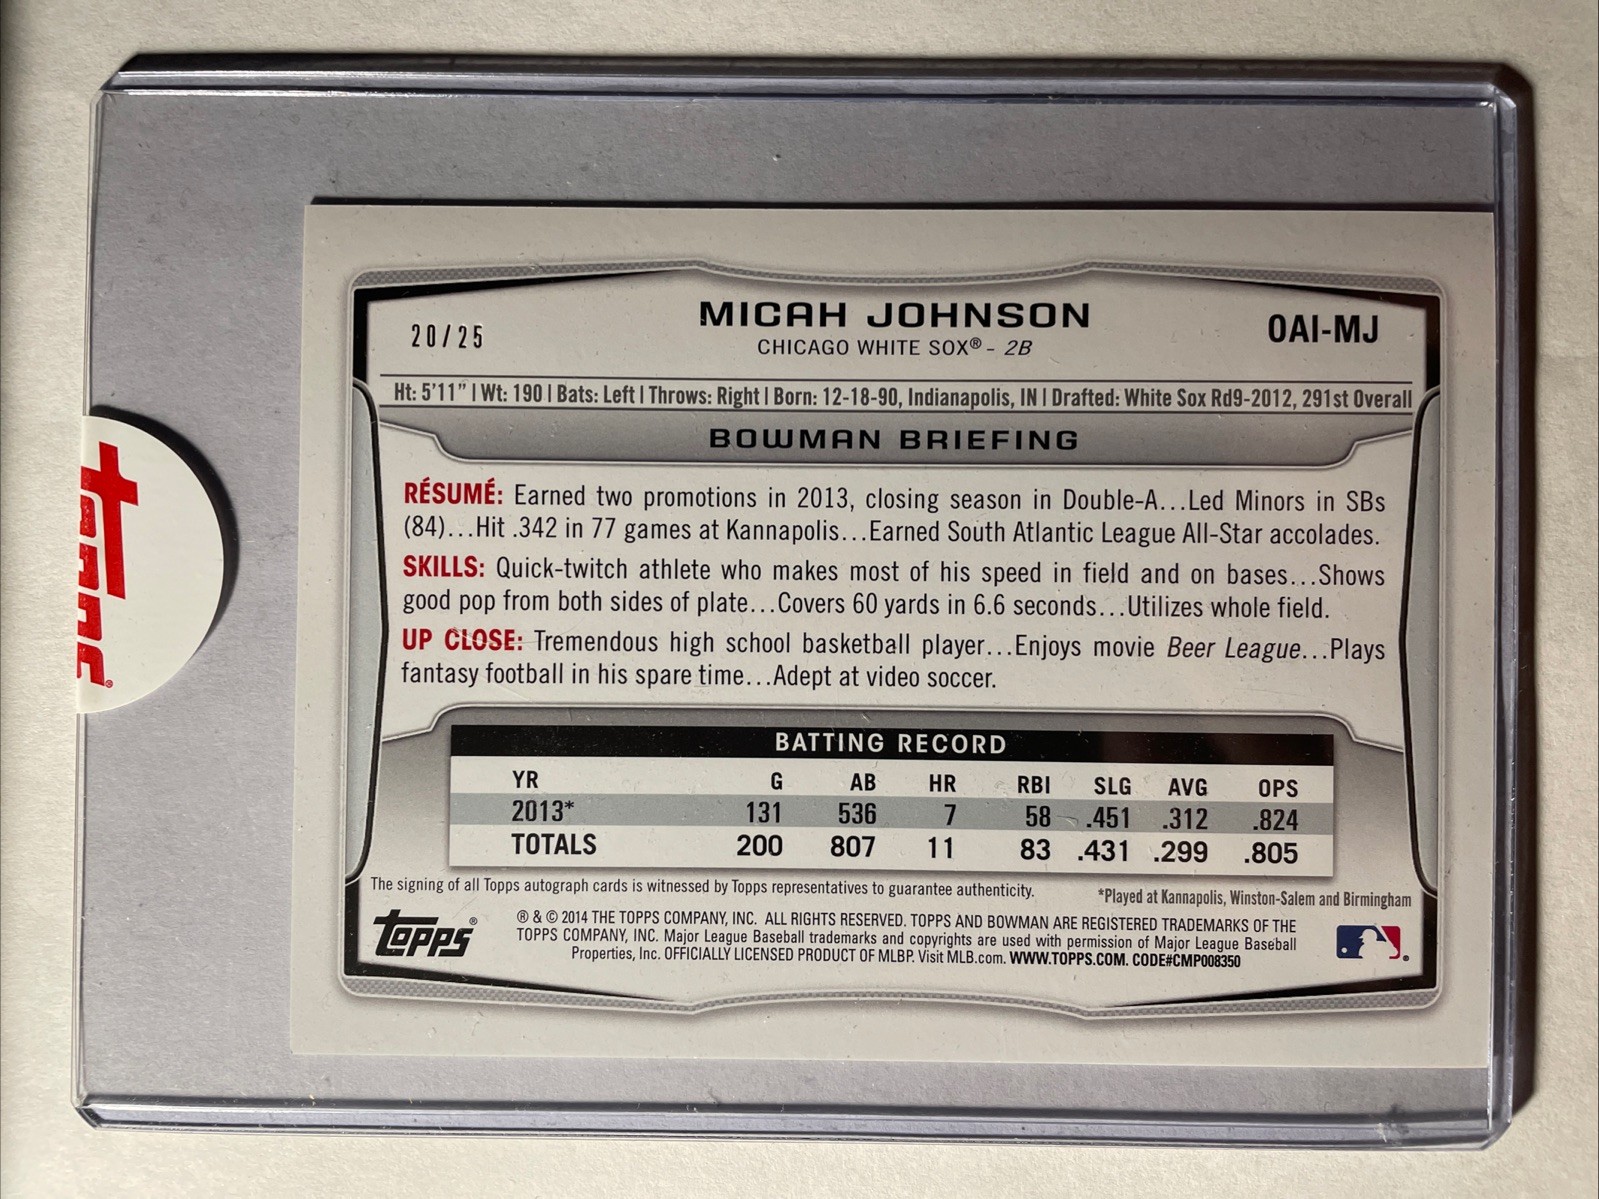 20/25
MICAH JOHNSON
OAI-MJ
CHICAGO WHITE SOX® - 2B
Ht: 5'11" | Wt: 190 | Bats: Left | Throws: Right | Born: 12-18-90, Indianapolis, IN | Drafted: White Sox Rd9-2012, 291st Overall
BOWMAN BRIEFING
RÉSUMÉ: Earned two promotions in 2013, closing season in Double-A...Led Minors in SBs
(84)...Hit .342 in 77 games at Kannapolis...Earned South Atlantic League All-Star accolades.
SKILLS: Quick-twitch athlete who makes most of his speed in field and on bases...Shows
good pop from both sides of plate...Covers 60 yards in 6.6 seconds...Utilizes whole field.
UP CLOSE: Tremendous high school basketball player...Enjoys movie Beer League...Plays
fantasy football in his spare time...Adept at video soccer.
BATTING RECORD
YR G AB HR RBI SLG AVG OPS
2013* 131 536 7 58 .451 .312 .824
TOTALS 200 807 11 83 .431 .299 .805
The signing of all Topps autograph cards is witnessed by Topps representatives to guarantee authenticity.
*Played at Kannapolis, Winston-Salem and Birmingham
topps®
® & © 2014 THE TOPPS COMPANY, INC. ALL RIGHTS RESERVED. TOPPS AND BOWMAN ARE REGISTERED TRADEMARKS OF THE
TOPPS COMPANY, INC. Major League Baseball trademarks and copyrights are used with permission of Major League Baseball
Properties, Inc. OFFICIALLY LICENSED PRODUCT OF MLBP. Visit MLB.com. WWW.TOPPS.COM. CODE#CMP008350
topps®